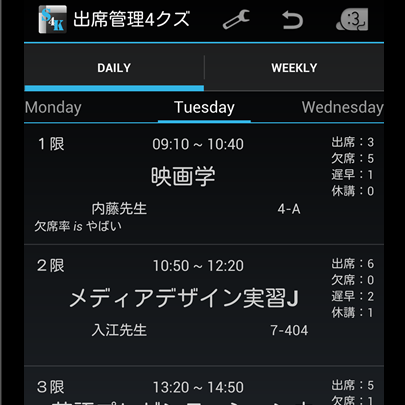 S4K 出席管理4クズ :3
DAILY WEEKLY
Monday Tuesday Wednesday
1限 09:10 ~ 10:40 出席:3
欠席:5
映画学 遅早:1
休講:0
内藤先生 4-A
欠席率 is やばい
2限 10:50 ~ 12:20 出席:6
欠席:0
メディアデザイン実習J 遅早:2
休講:1
入江先生 7-404
3限 13:20 ~ 14:50 出席:5
欠席:1